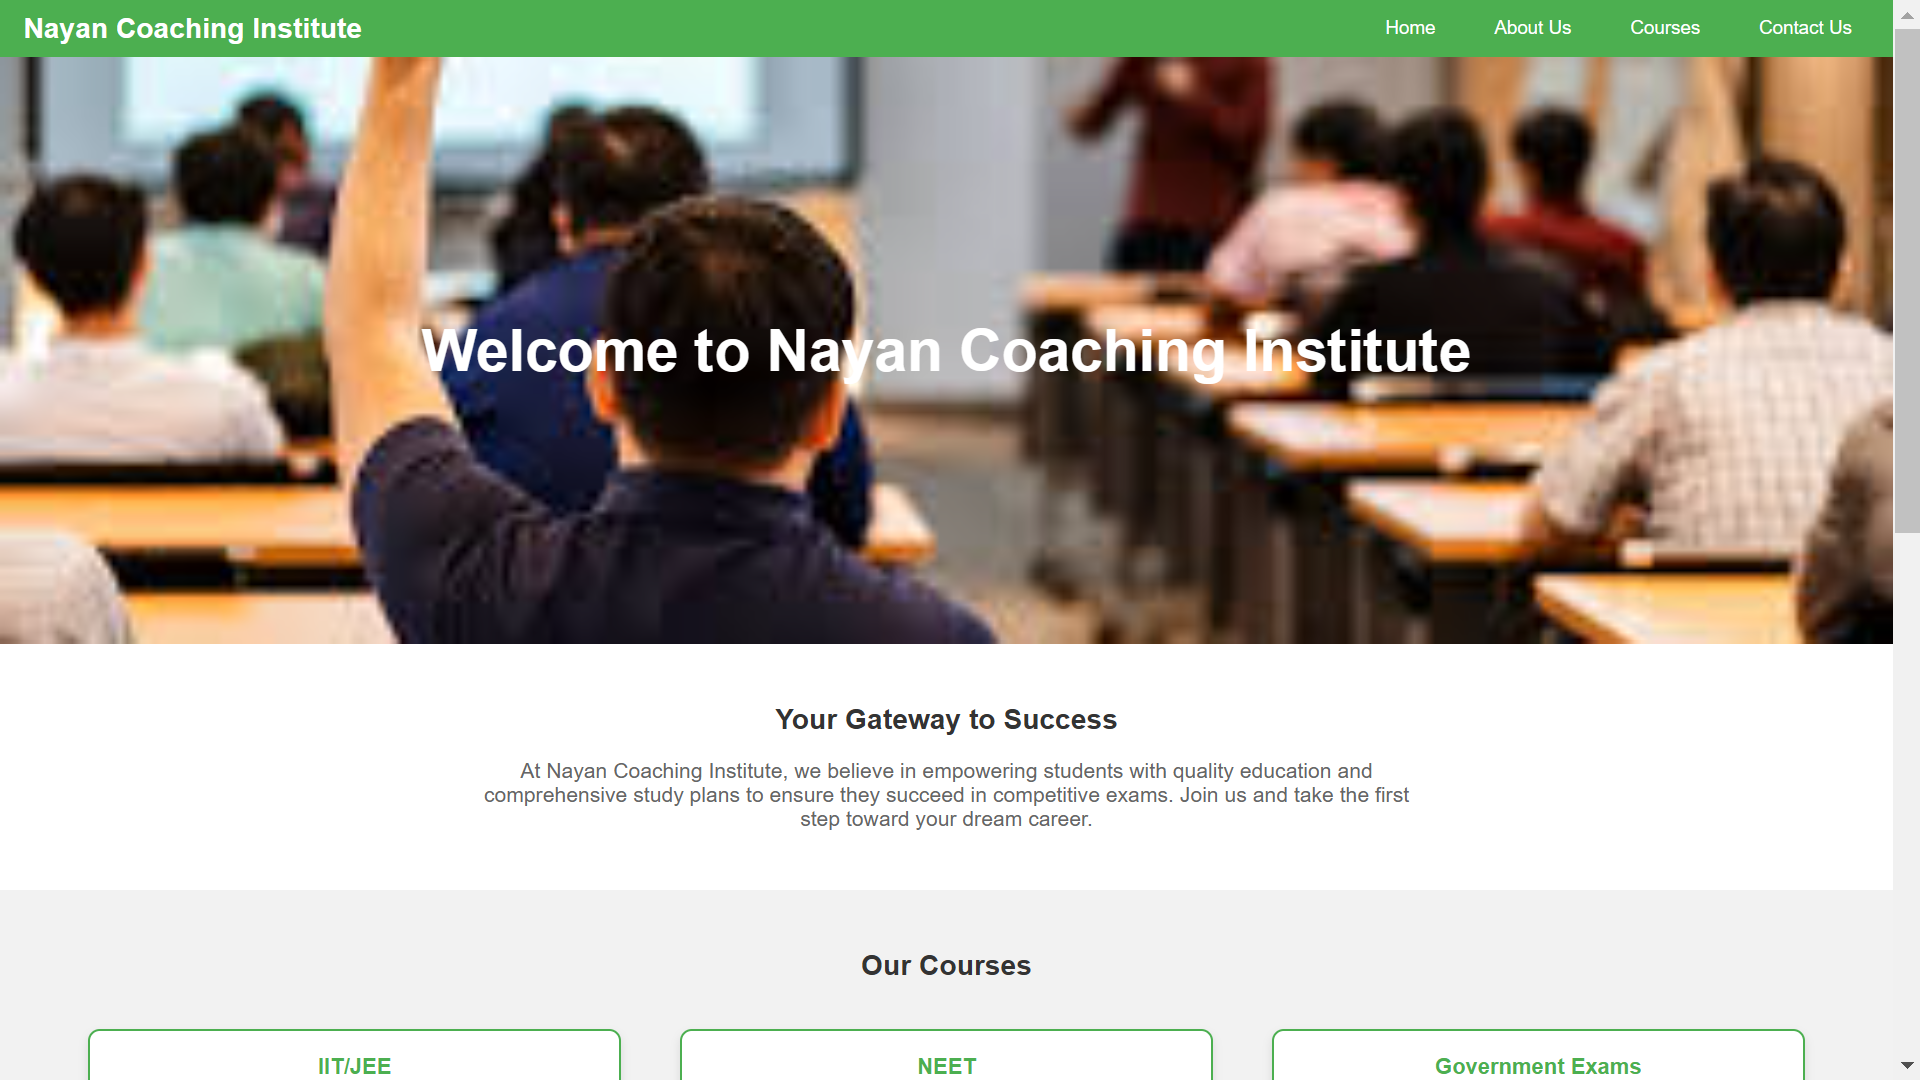 Nayan Coaching Institute
Home About Us Courses Contact Us
Welcome to Nayan Coaching Institute
Your Gateway to Success
At Nayan Coaching Institute, we believe in empowering students with quality education and
comprehensive study plans to ensure they succeed in competitive exams. Join us and take the first
step toward your dream career.
Our Courses
IIT/JEE
NEET
Government Exams